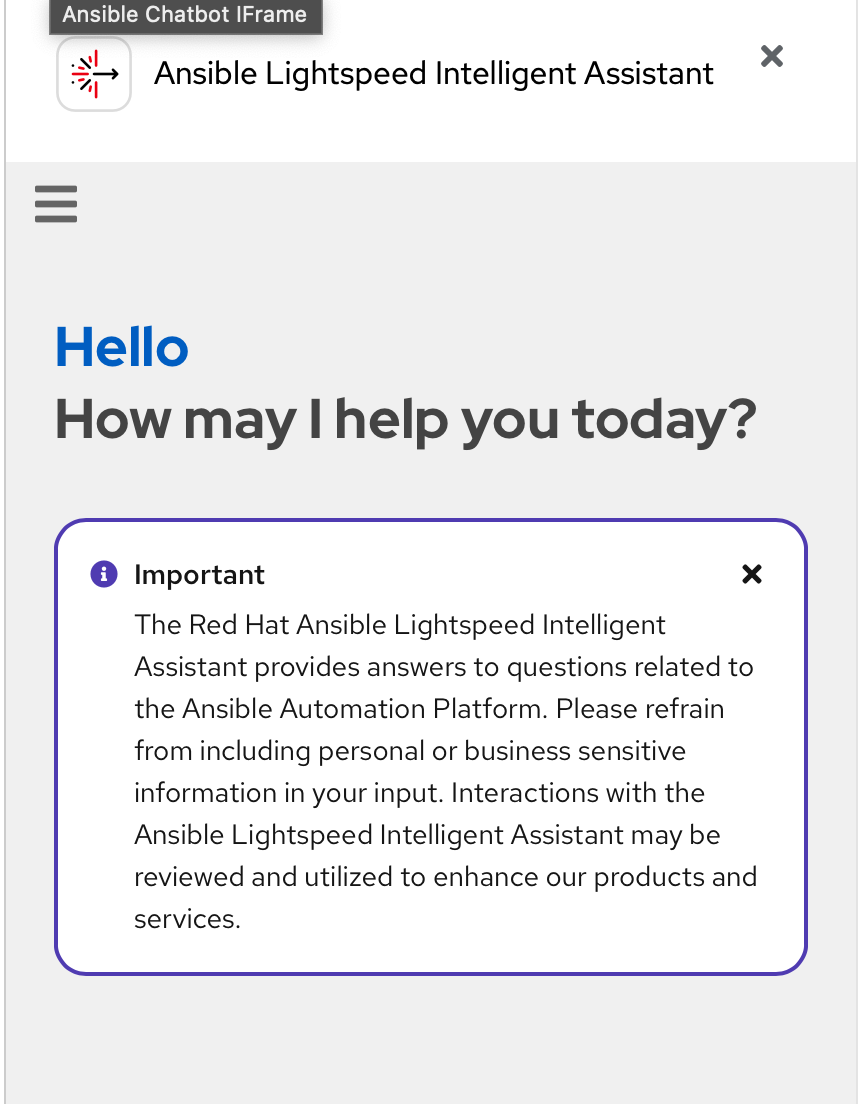 Ansible Chatbot IFrame
Ansible Lightspeed Intelligent Assistant
Hello
How may I help you today?
Important
The Red Hat Ansible Lightspeed Intelligent
Assistant provides answers to questions related to
the Ansible Automation Platform. Please refrain
from including personal or business sensitive
information in your input. Interactions with the
Ansible Lightspeed Intelligent Assistant may be
reviewed and utilized to enhance our products and
services.